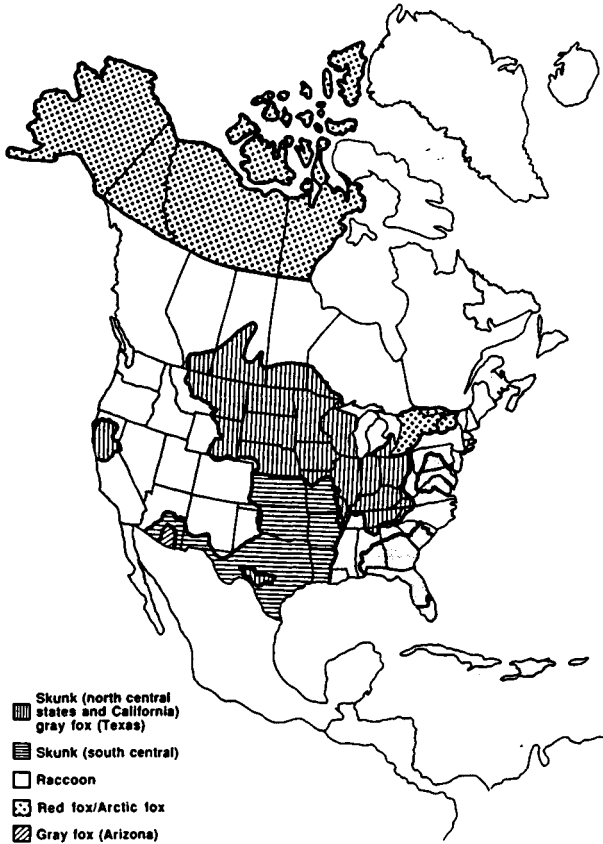 Skunk (north central
states and California)
gray fox (Texas)
Skunk (south central)
Raccoon
Red fox/Arctic fox
Gray fox (Arizona)